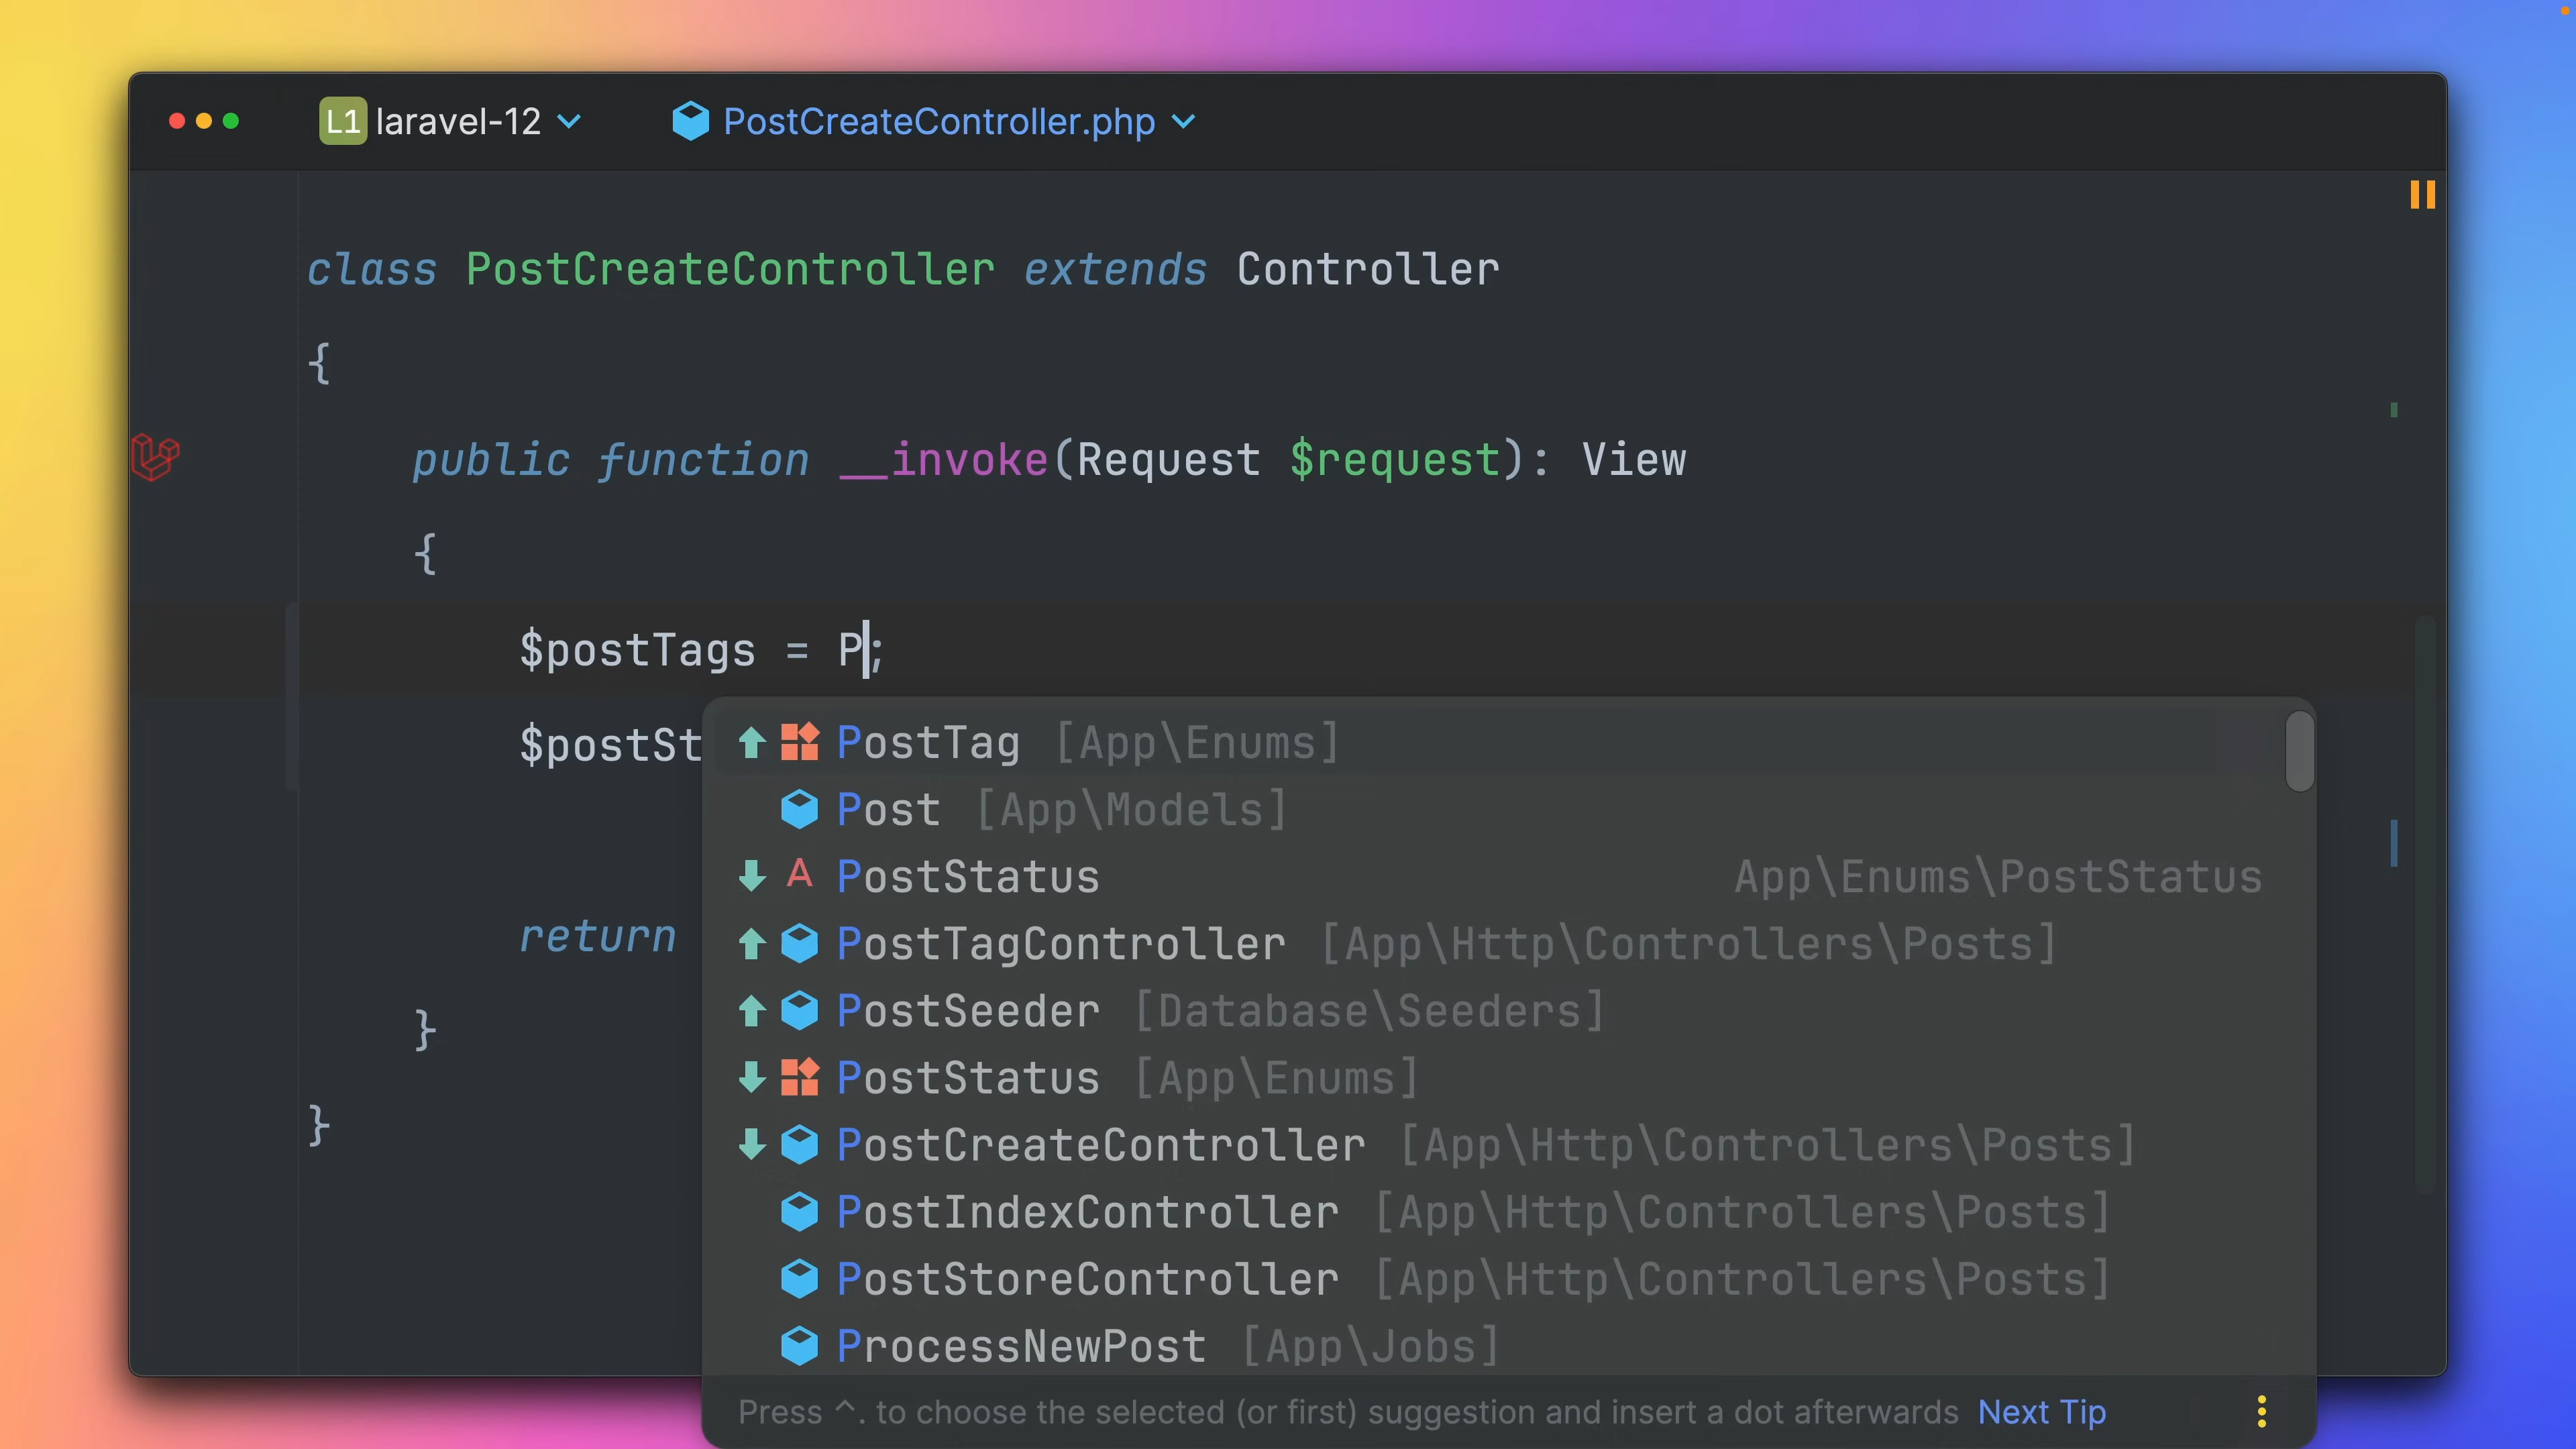 L1 laravel-12 PostCreateController.php
class PostCreateController extends Controller
{
public function __invoke(Request $request): View
{
$postTags = P;
$postSt
return
}
}
PostTag [App\Enums]
Post [App\Models]
A PostStatus App\Enums\PostStatus
PostTagController [App\Http\Controllers\Posts]
PostSeeder [Database\Seeders]
PostStatus [App\Enums]
PostCreateController [App\Http\Controllers\Posts]
PostIndexController [App\Http\Controllers\Posts]
PostStoreController [App\Http\Controllers\Posts]
ProcessNewPost [App\Jobs]
Press ^. to choose the selected (or first) suggestion and insert a dot afterwards Next Tip